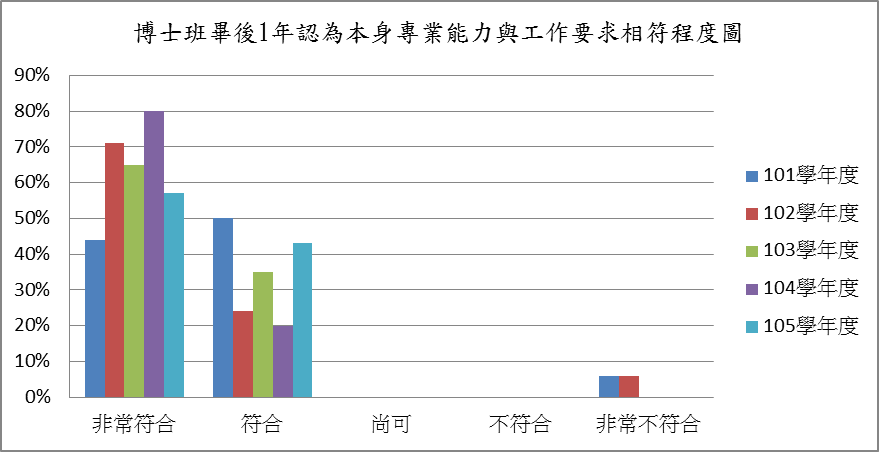 博士班畢後1年認為本身專業能力與工作要求相符程度圖
90%
80%
70%
60%
50%
40%
30%
20%
10%
0%
非常符合 符合 尚可 不符合 非常不符合
101學年度
102學年度
103學年度
104學年度
105學年度